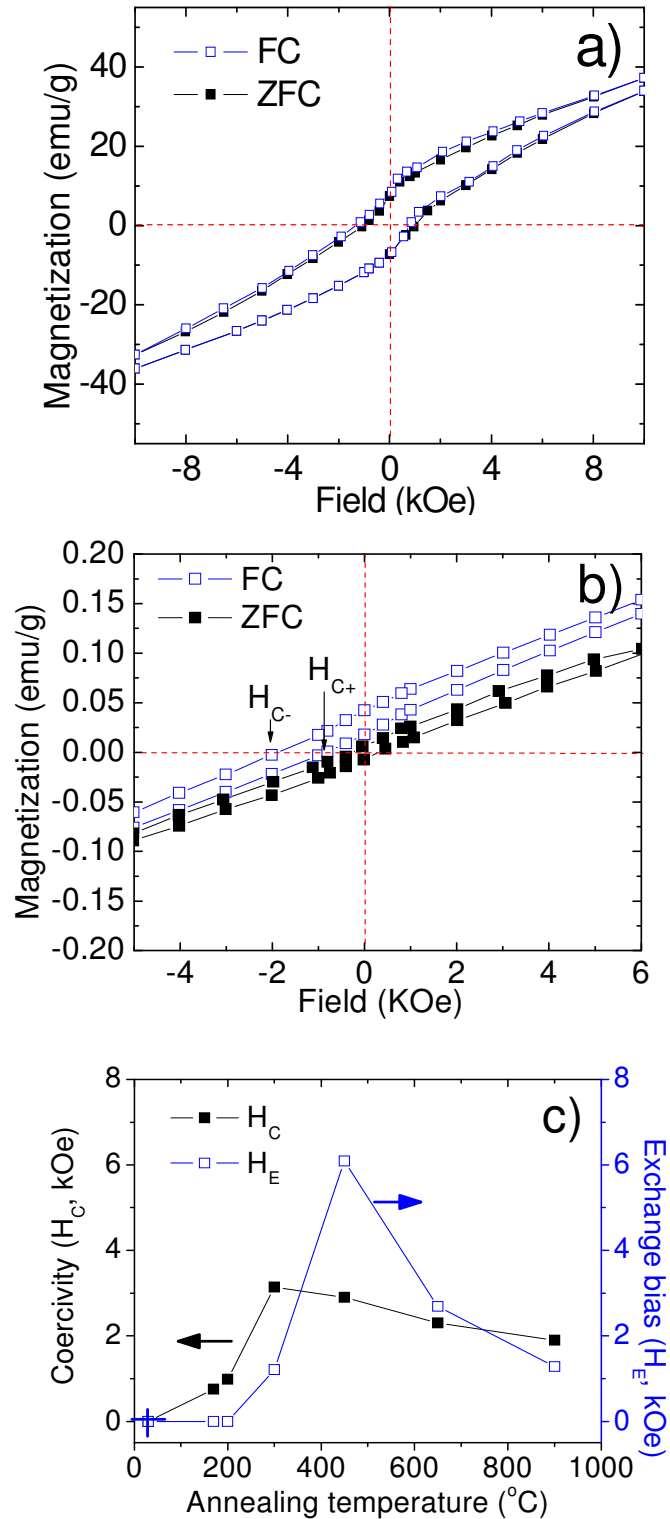 a)
FC
ZFC
40
20
0
-20
-40
Magnetization (emu/g)
-8 -4 0 4 8
Field (kOe)
b)
FC
ZFC
0.20
0.15
0.10
0.05
0.00
-0.05
-0.10
-0.15
-0.20
H_C-
H_C+
Magnetization (emu/g)
-4 -2 0 2 4 6
Field (KOe)
c)
H_C
H_E
8
6
4
2
0
Coercivity (H_C, kOe)
8
6
4
2
0
Exchange bias (H_E, kOe)
0 200 400 600 800 1000
Annealing temperature (°C)